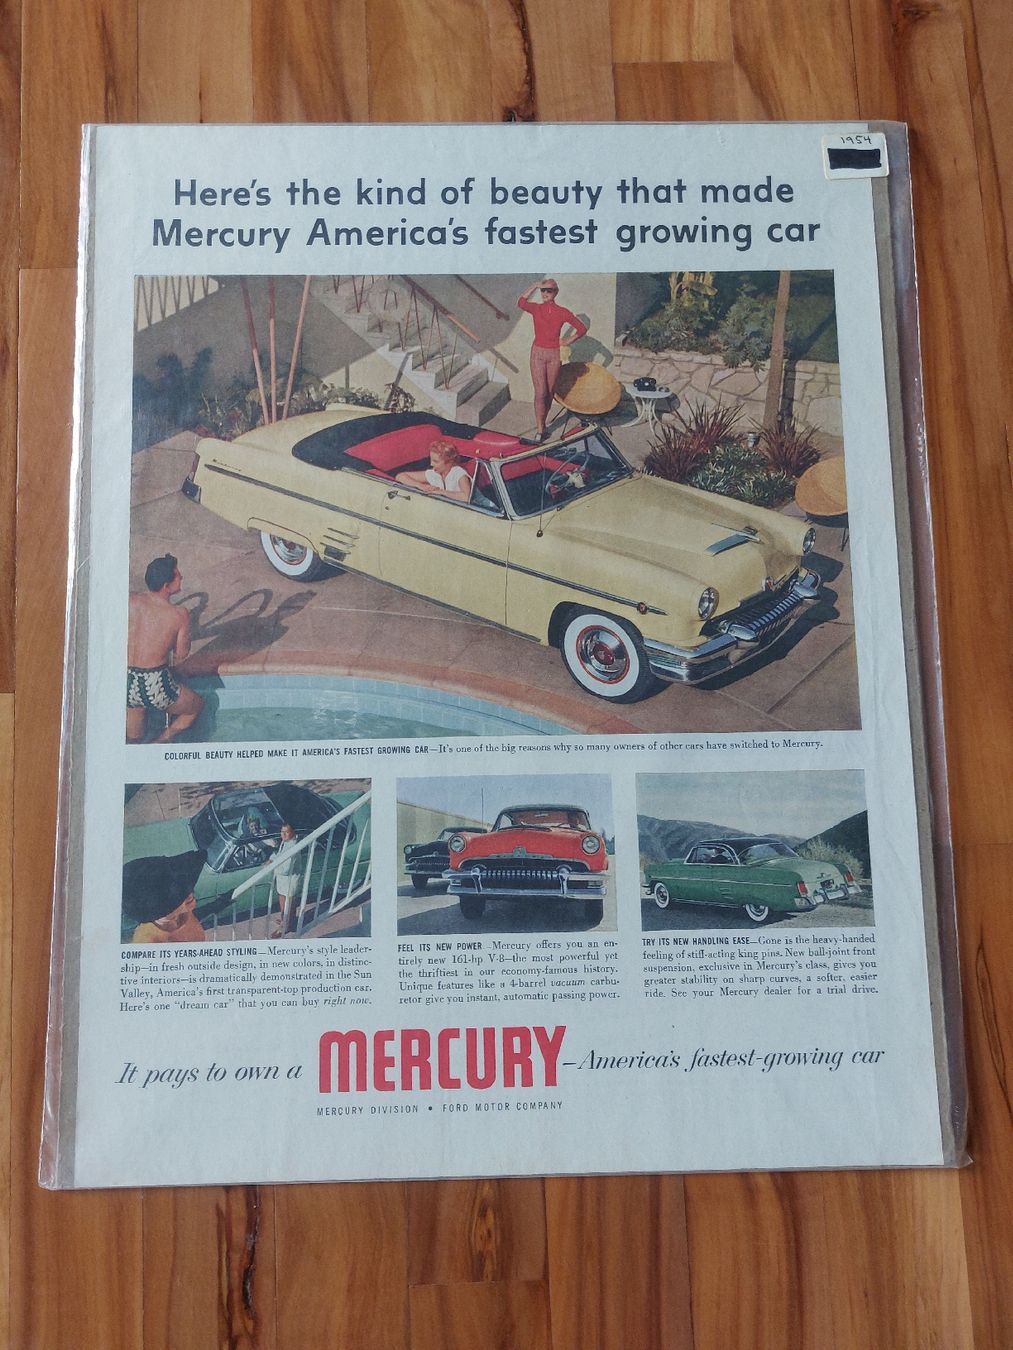 1954
Here's the kind of beauty that made
Mercury America's fastest growing car
COLORFUL BEAUTY HELPED MAKE IT AMERICA'S FASTEST GROWING CAR—It's one of the big reasons why so many owners of other cars have switched to Mercury.
COMPARE ITS YEARS-AHEAD STYLING—Mercury's style leader-
ship—in fresh outside design, in new colors, in distinc-
tive interiors—is dramatically demonstrated in the Sun
Valley, America's first transparent-top production car.
Here's one "dream car" that you can buy right now.
FEEL ITS NEW POWER—Mercury offers you an en-
tirely new 161-hp V-8—the most powerful yet
the thriftiest in our economy-famous history.
Unique features like a 4-barrel vacuum carbu-
retor give you instant, automatic passing power.
TRY ITS NEW HANDLING EASE—Gone is the heavy-handed
feeling of stiff-acting king pins. New ball-joint front
suspension, exclusive in Mercury's class, gives you
greater stability on sharp curves, a softer, easier
ride. See your Mercury dealer for a trial drive.
It pays to own a MERCURY—America's fastest-growing car
MERCURY DIVISION • FORD MOTOR COMPANY